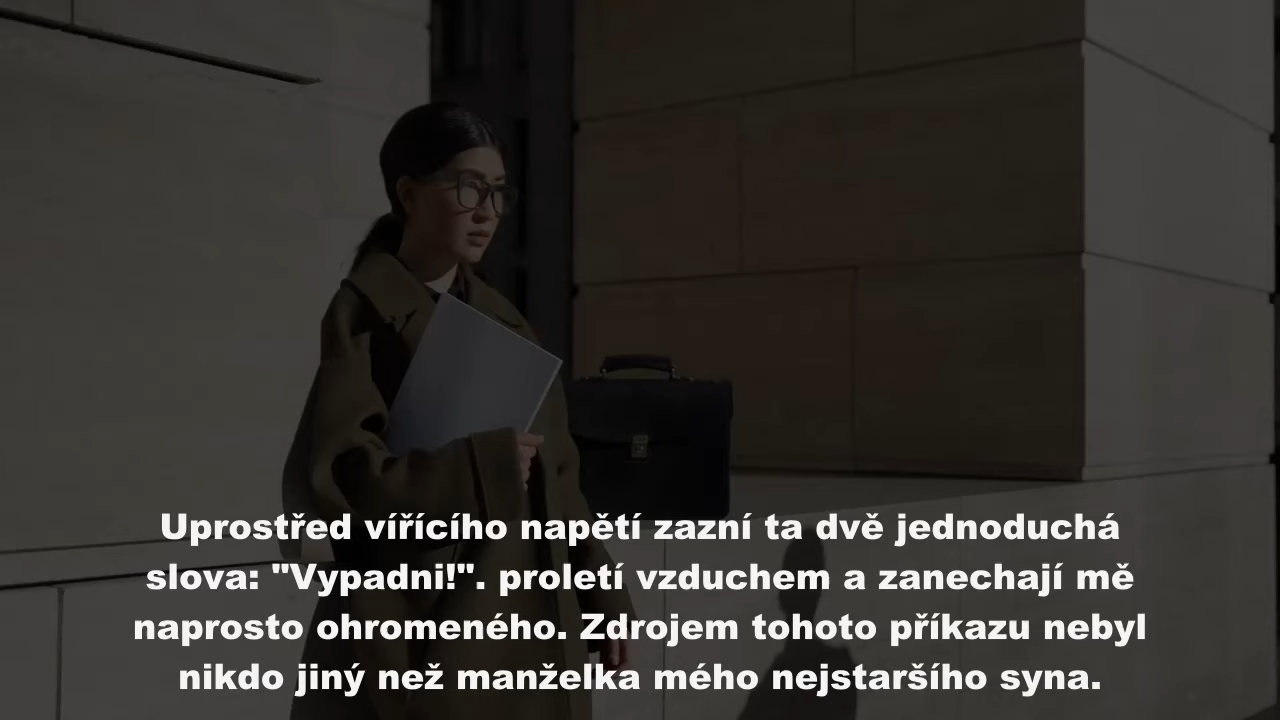 Uprostřed vířícího napětí zazní ta dvě jednoduchá
slova: "Vypadni!". proletí vzduchem a zanechají mě
naprosto ohromeného. Zdrojem tohoto příkazu nebyl
nikdo jiný než manželka mého nejstaršího syna.